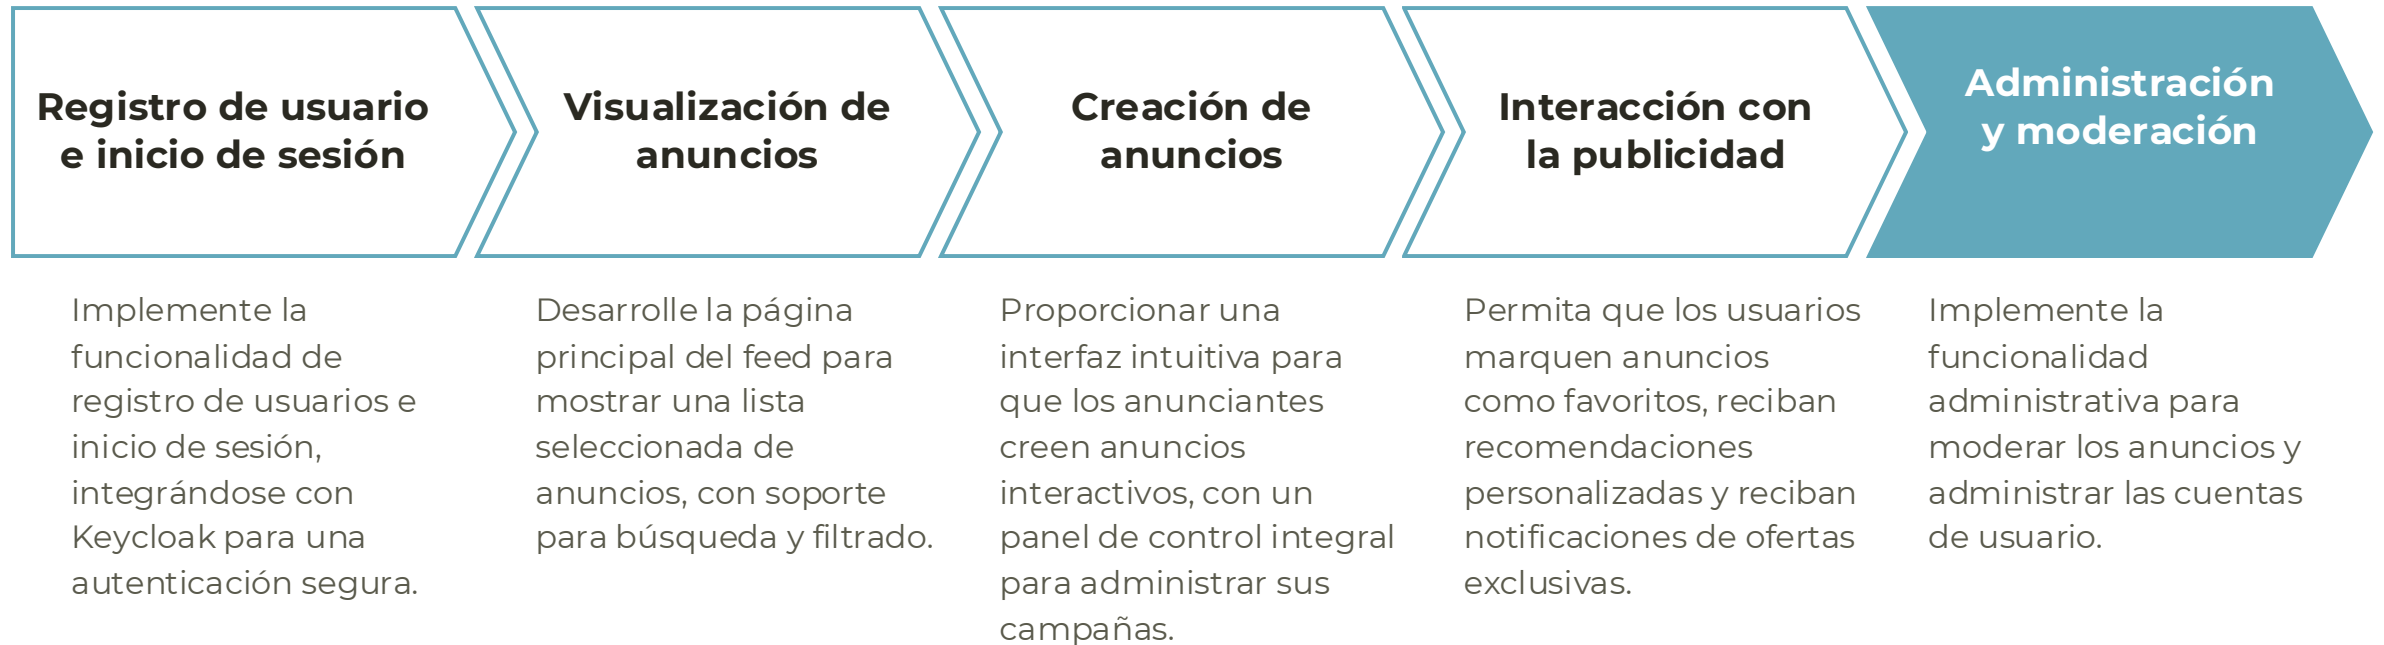 Registro de usuario
e inicio de sesión
Visualización de
anuncios
Creación de
anuncios
Interacción con
la publicidad
Administración
y moderación
Implemente la
funcionalidad de
registro de usuarios e
inicio de sesión,
integrándose con
Keycloak para una
autenticación segura.
Desarrolle la página
principal del feed para
mostrar una lista
seleccionada de
anuncios, con soporte
para búsqueda y filtrado.
Proporcionar una
interfaz intuitiva para
que los anunciantes
creen anuncios
interactivos, con un
panel de control integral
para administrar sus
campañas.
Permita que los usuarios
marquen anuncios
como favoritos, reciban
recomendaciones
personalizadas y reciban
notificaciones de ofertas
exclusivas.
Implemente la
funcionalidad
administrativa para
moderar los anuncios y
administrar las cuentas
de usuario.